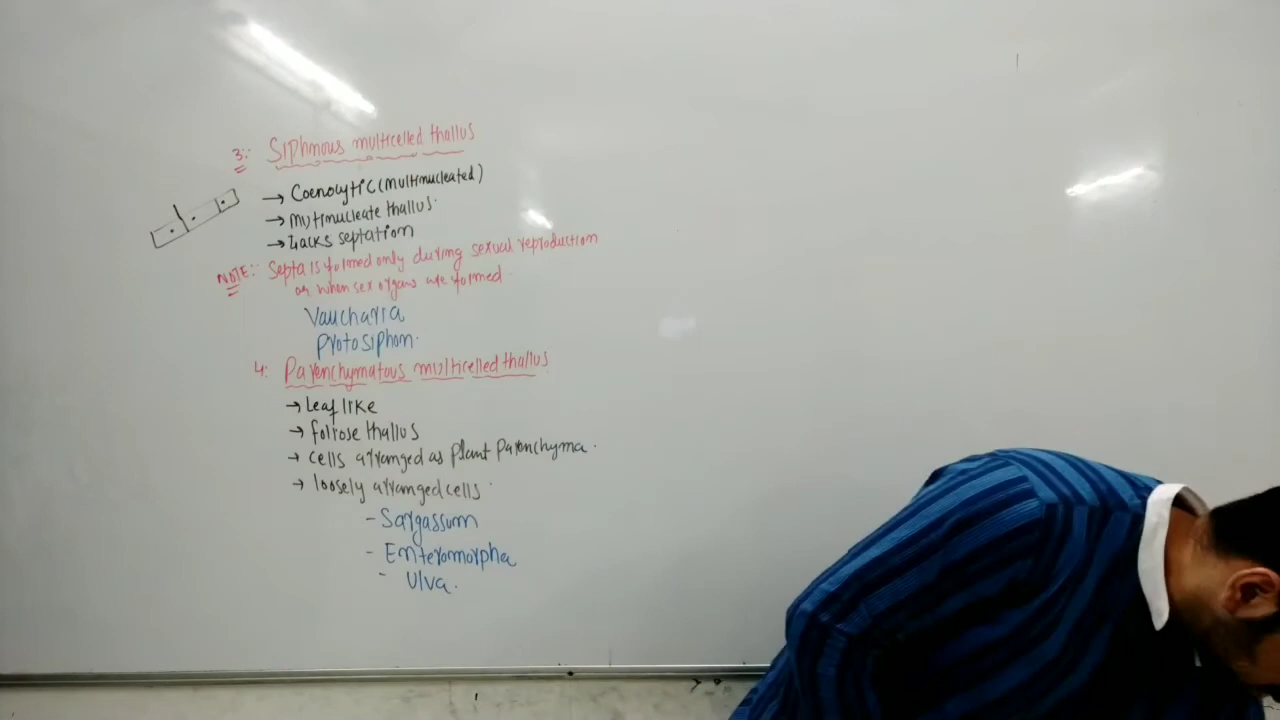 3:- Siphnous multicelled thallus
→ Coenocytic (multinucleated)
→ multinucleate thallus.
→ Lacks septation
NOTE:- Septa is formed only during sexual reproduction
or when sex organs are formed.
Vaucharia
protosiphon.
4: Parenchymatous multicelled thallus
→ Leaf like
→ foliose thallus
→ cells arranged as plant parenchyma.
→ loosely arranged cells.
- Sargassum
- Enteromorpha
- Ulva.